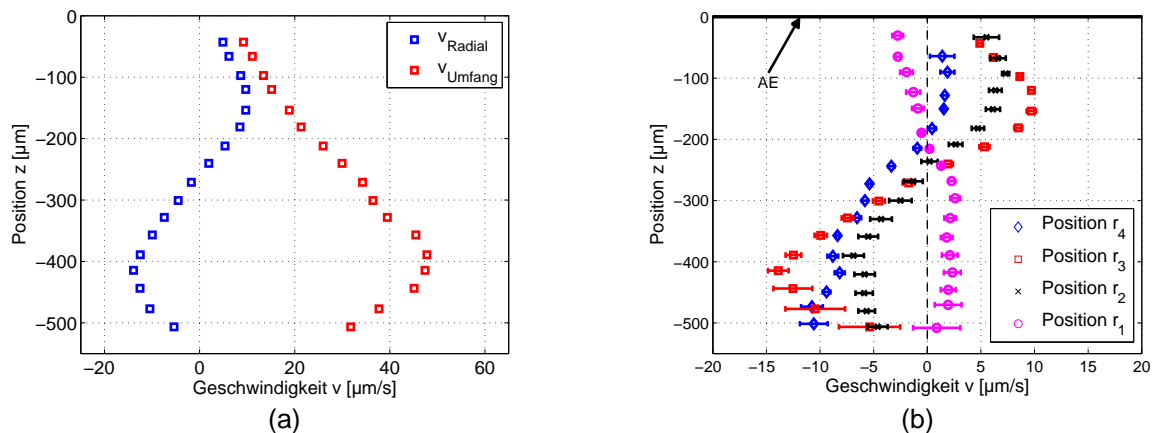 0
−100
−200
−300
−400
−500
Position z [µm]
−20 0 20 40 60
Geschwindigkeit v [µm/s]
v_Radial
v_Umfang
(a)
0
−100
−200
−300
−400
−500
Position z [µm]
AE
−20 −15 −10 −5 0 5 10 15 20
Geschwindigkeit v [µm/s]
Position r_4
Position r_3
Position r_2
Position r_1
(b)